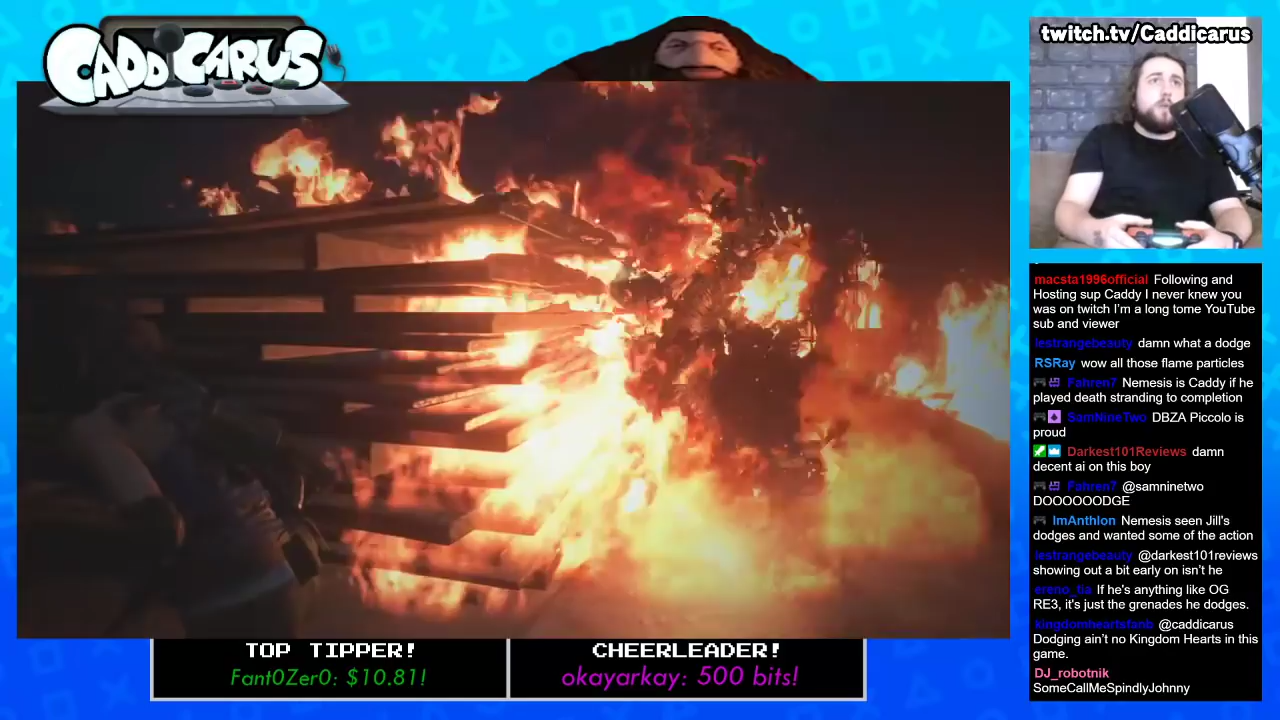 CADDICARUS
twitch.tv/Caddicarus
macsta1996official Following and
Hosting sup Caddy I never knew you
was on twitch I'm a long tome YouTube
sub and viewer
lestrangebeauty damn what a dodge
RSRay wow all those flame particles
Fahren7 Nemesis is Caddy if he
played death stranding to completion
SamNineTwo DBZA Piccolo is
proud
Darkest101Reviews damn
decent ai on this boy
Fahren7 @samninetwo
DOOOOOODGE
ImAnthIon Nemesis seen Jill's
dodges and wanted some of the action
lestrangebeauty @darkest101reviews
showing out a bit early on isn't he
ereno_tia If he's anything like OG
RE3, it's just the grenades he dodges.
kingdomheartsfanb @caddicarus
Dodging ain't no Kingdom Hearts in this
game.
DJ_robotnik
SomeCallMeSpindlyJohnny
TOP TIPPER!
Fant0Zer0: $10.81!
CHEERLEADER!
okayarkay: 500 bits!